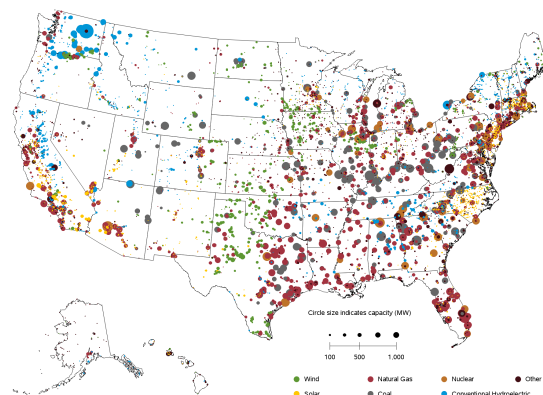 Circle size indicates capacity (MW)
100 500 1,000
Wind Natural Gas Nuclear Other
Solar Coal Conventional Hydroelectric